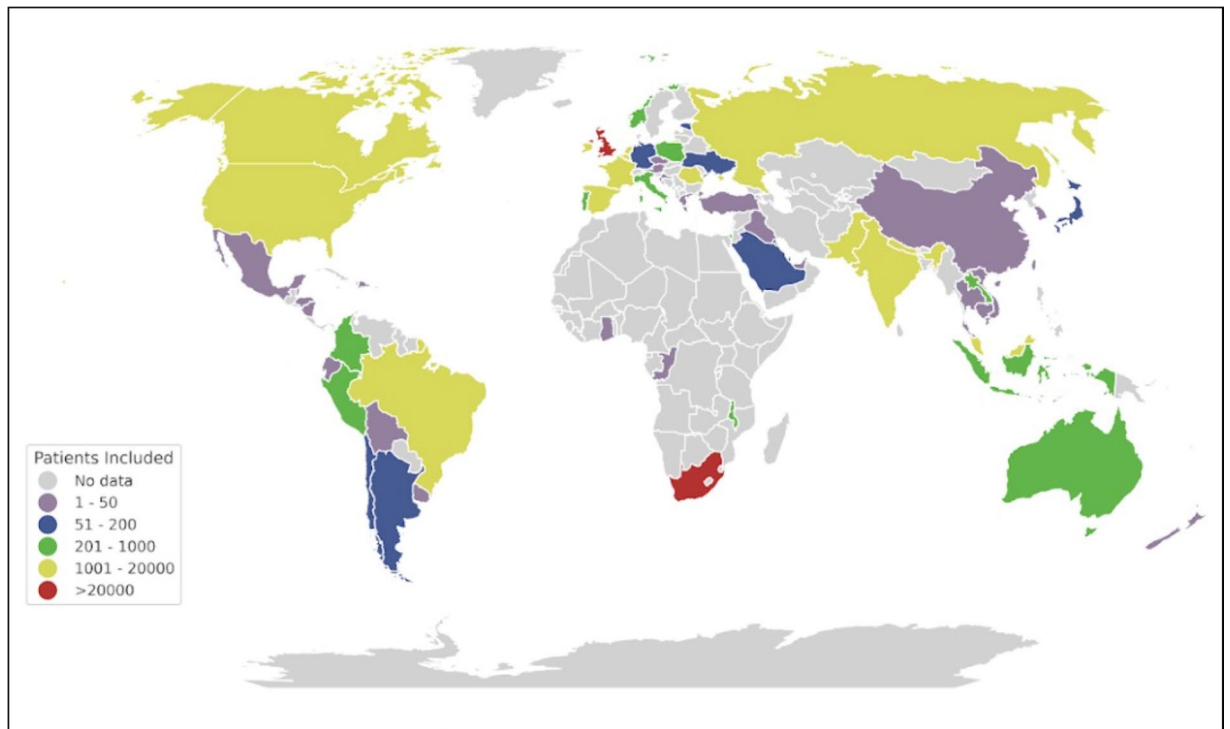 Patients Included
No data
1 - 50
51 - 200
201 - 1000
1001 - 20000
>20000